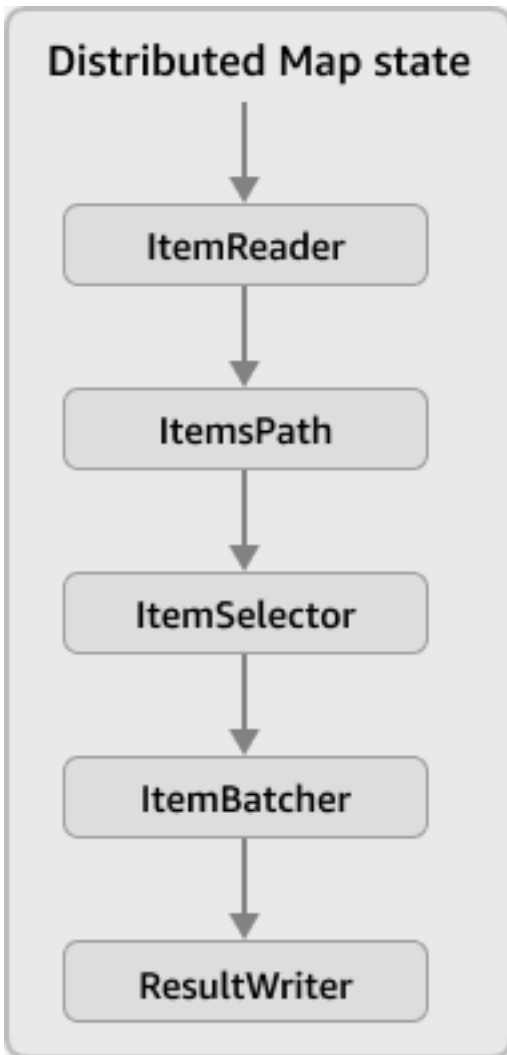 Distributed Map state
ItemReader
ItemsPath
ItemSelector
ItemBatcher
ResultWriter